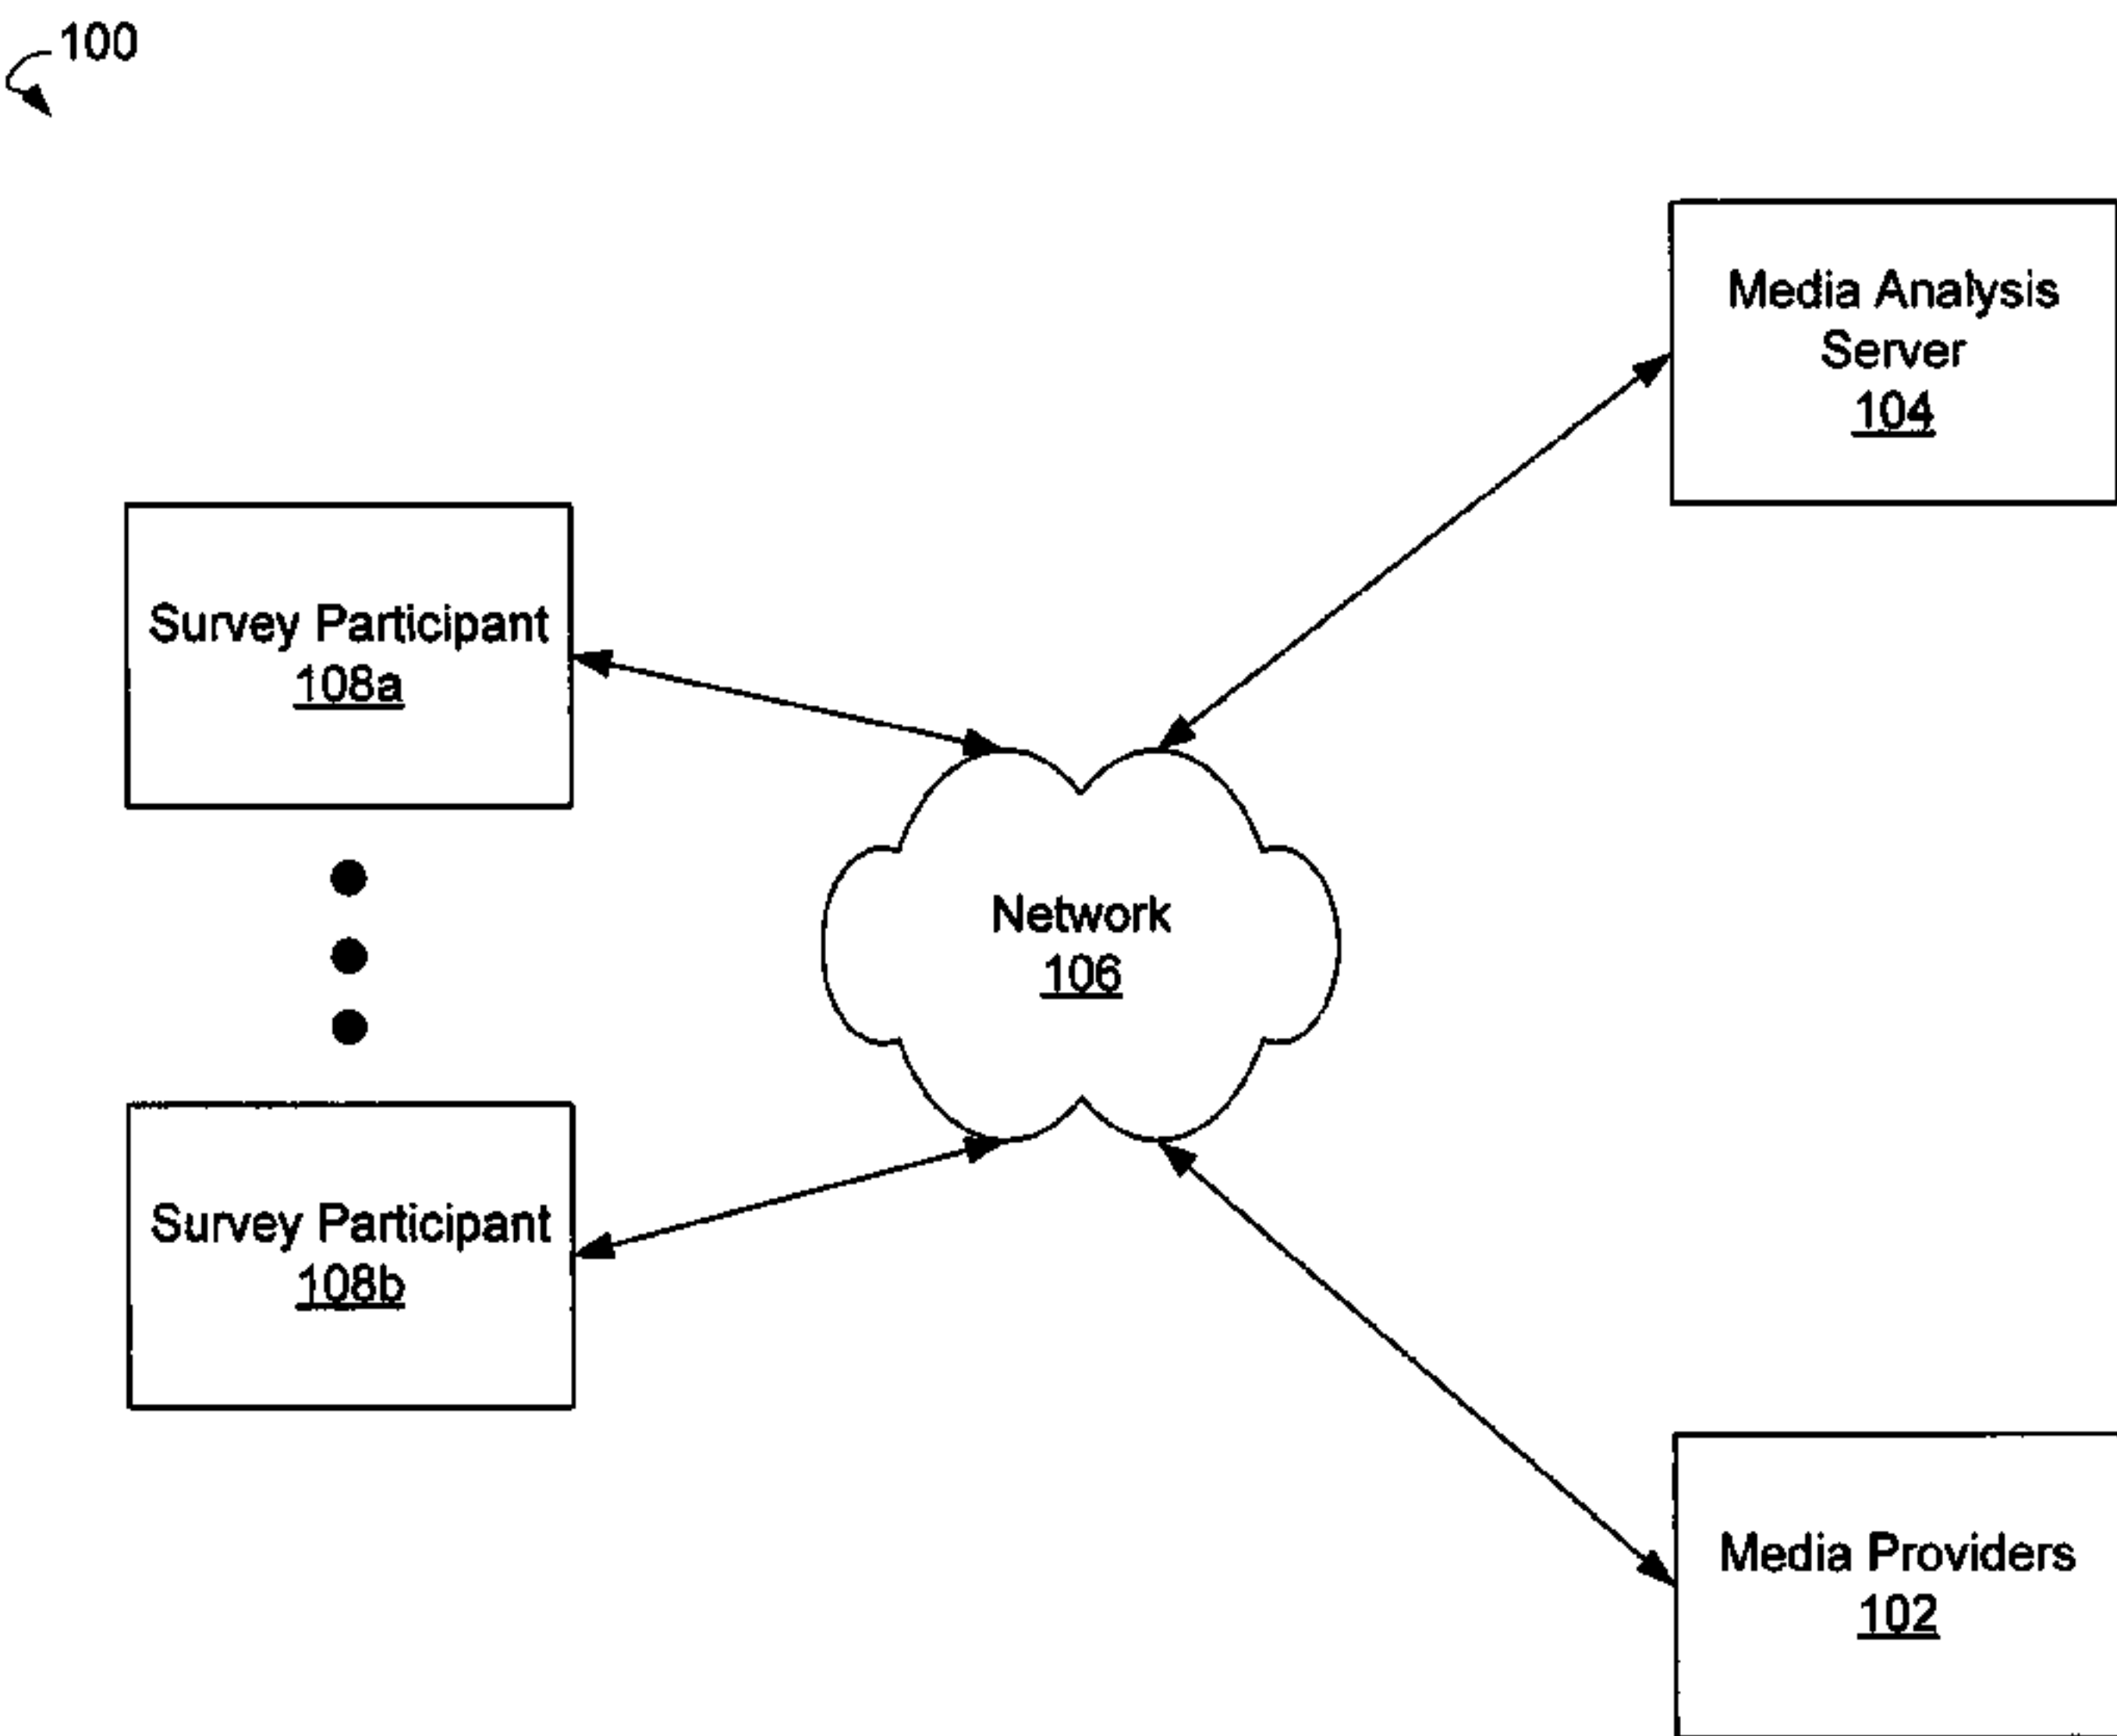 100
Media Analysis
Server
104
Survey Participant
108a
Network
106
Survey Participant
108b
Media Providers
102